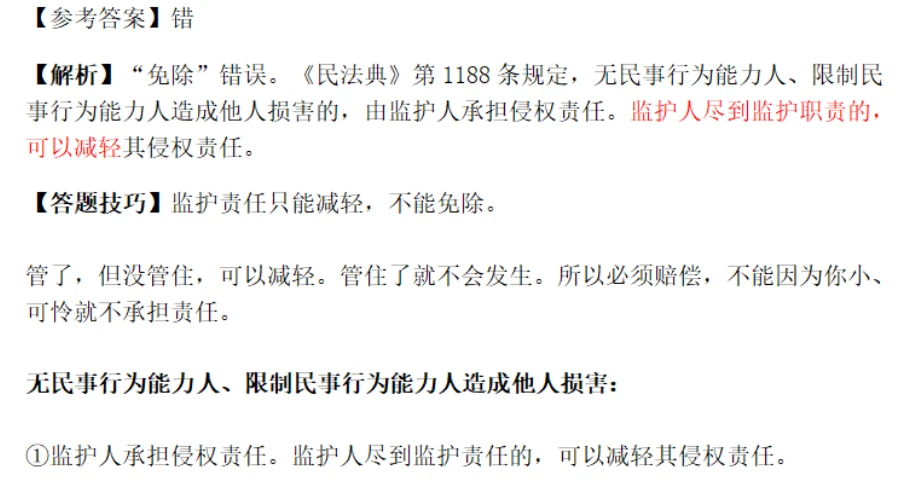 【参考答案】错
【解析】“免除”错误。《民法典》第 1188 条规定，无民事行为能力人、限制民
事行为能力人造成他人损害的，由监护人承担侵权责任。监护人尽到监护职责的，
可以减轻其侵权责任。
【答题技巧】监护责任只能减轻，不能免除。
管了，但没管住，可以减轻。管住了就不会发生。所以必须赔偿，不能因为你小、
可怜就不承担责任。
无民事行为能力人、限制民事行为能力人造成他人损害：
①监护人承担侵权责任。监护人尽到监护责任的，可以减轻其侵权责任。